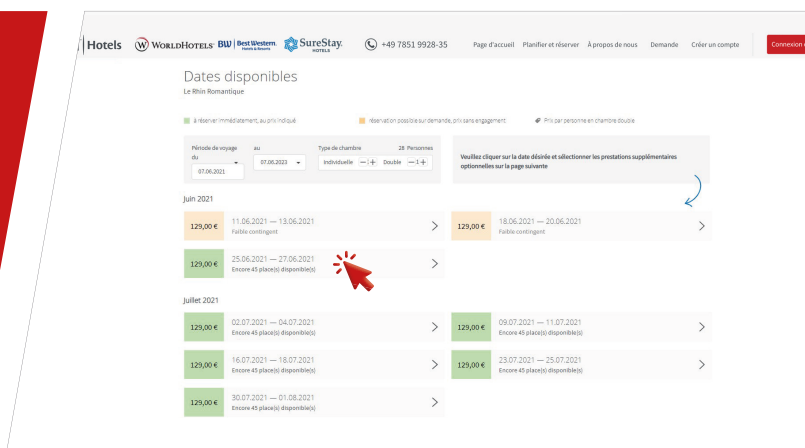 Hotels
W WORLDHOTELS
BW Best Western
Hotels & Resorts
SureStay
HOTELS
+49 7851 9928-35
Page d'accueil Planifier et réserver À propos de nous Demande Créer un compte
Connexion
Dates disponibles
Le Rhin Romantique
à réserver immédiatement, au prix indiqué
réservation possible sur demande, prix sans engagement
Prix par personne en chambre double
Période de voyage au Type de chambre 28 Personnes
du
07.06.2021
07.06.2023
Individuelle — + Double — +
Veuillez cliquer sur la date désirée et sélectionner les prestations supplémentaires
optionnelles sur la page suivante
Juin 2021
129,00 € 11.06.2021 — 13.06.2021
Faible contingent
129,00 € 18.06.2021 — 20.06.2021
Faible contingent
129,00 € 25.06.2021 — 27.06.2021
Encore 45 place(s) disponible(s)
Juillet 2021
129,00 € 02.07.2021 — 04.07.2021
Encore 45 place(s) disponible(s)
129,00 € 09.07.2021 — 11.07.2021
Encore 45 place(s) disponible(s)
129,00 € 16.07.2021 — 18.07.2021
Encore 45 place(s) disponible(s)
129,00 € 23.07.2021 — 25.07.2021
Encore 45 place(s) disponible(s)
129,00 € 30.07.2021 — 01.08.2021
Encore 45 place(s) disponible(s)